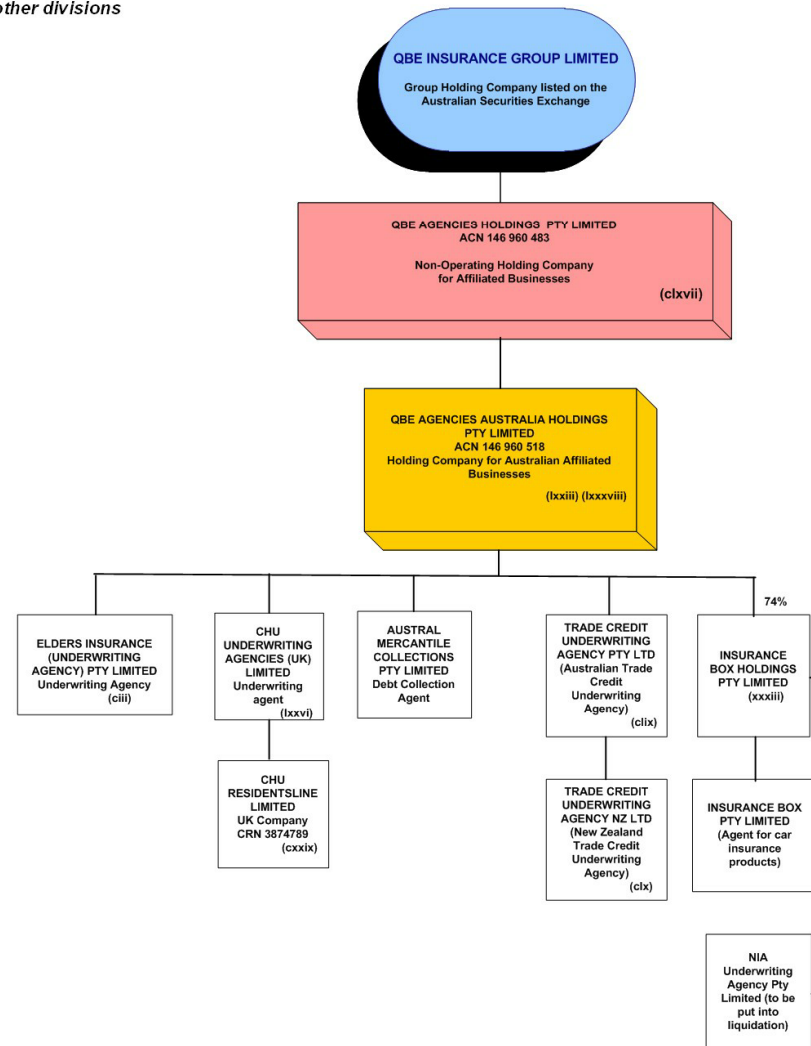 other divisions
QBE INSURANCE GROUP LIMITED
Group Holding Company listed on the
Australian Securities Exchange
QBE AGENCIES HOLDINGS PTY LIMITED
ACN 146 960 483
Non-Operating Holding Company
for Affiliated Businesses
(clxvii)
QBE AGENCIES AUSTRALIA HOLDINGS
PTY LIMITED
ACN 146 960 518
Holding Company for Australian Affiliated
Businesses
(lxxiii) (lxxxviii)
74%
ELDERS INSURANCE
(UNDERWRITING
AGENCY) PTY LIMITED
Underwriting Agency
(ciii)
CHU
UNDERWRITING
AGENCIES (UK)
LIMITED
Underwriting
agent
(lxxvi)
AUSTRAL
MERCANTILE
COLLECTIONS
PTY LIMITED
Debt Collection
Agent
TRADE CREDIT
UNDERWRITING
AGENCY PTY LTD
(Australian Trade
Credit
Underwriting
Agency)
(clix)
INSURANCE
BOX HOLDINGS
PTY LIMITED
(xxxiii)
CHU
RESIDENTSLINE
LIMITED
UK Company
CRN 3874789
(cxxix)
TRADE CREDIT
UNDERWRITING
AGENCY NZ LTD
(New Zealand
Trade Credit
Underwriting
Agency)
(clx)
INSURANCE BOX
PTY LIMITED
(Agent for car
insurance
products)
NIA
Underwriting
Agency Pty
Limited (to be
put into
liquidation)